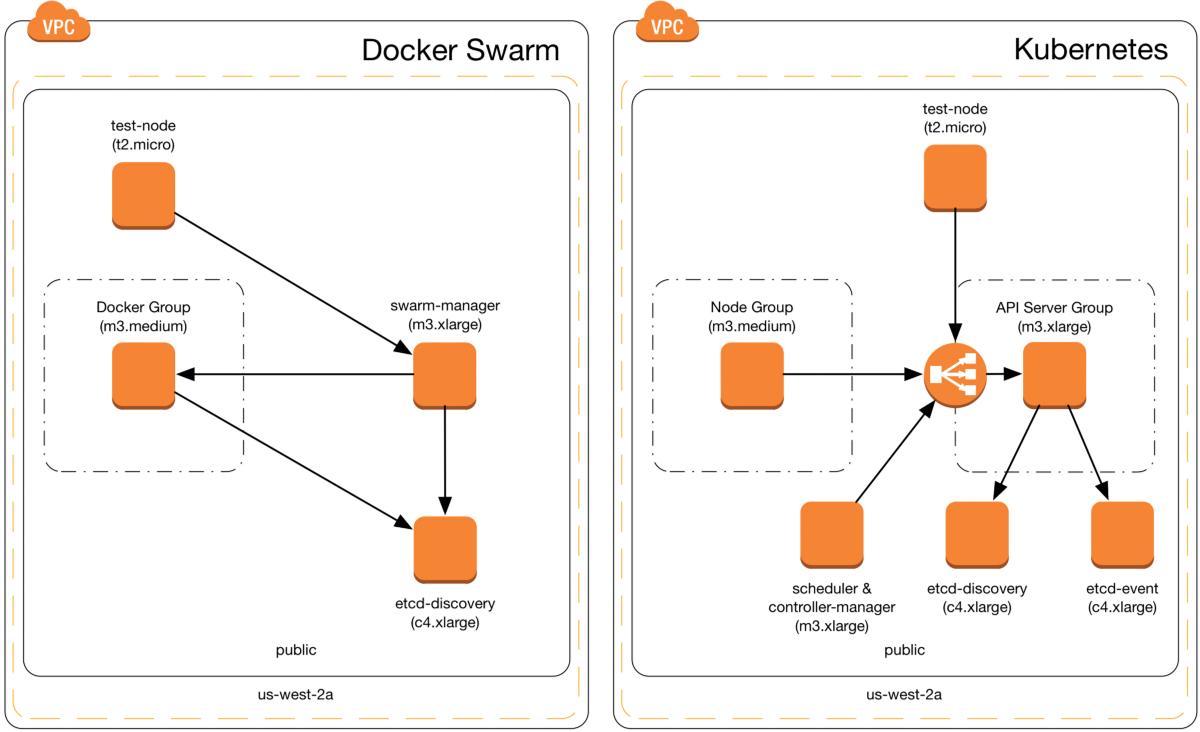 VPC
Docker Swarm
test-node
(t2.micro)
Docker Group
(m3.medium)
swarm-manager
(m3.xlarge)
etcd-discovery
(c4.xlarge)
public
us-west-2a
VPC
Kubernetes
test-node
(t2.micro)
Node Group
(m3.medium)
API Server Group
(m3.xlarge)
scheduler &
controller-manager
(m3.xlarge)
etcd-discovery
(c4.xlarge)
etcd-event
(c4.xlarge)
public
us-west-2a